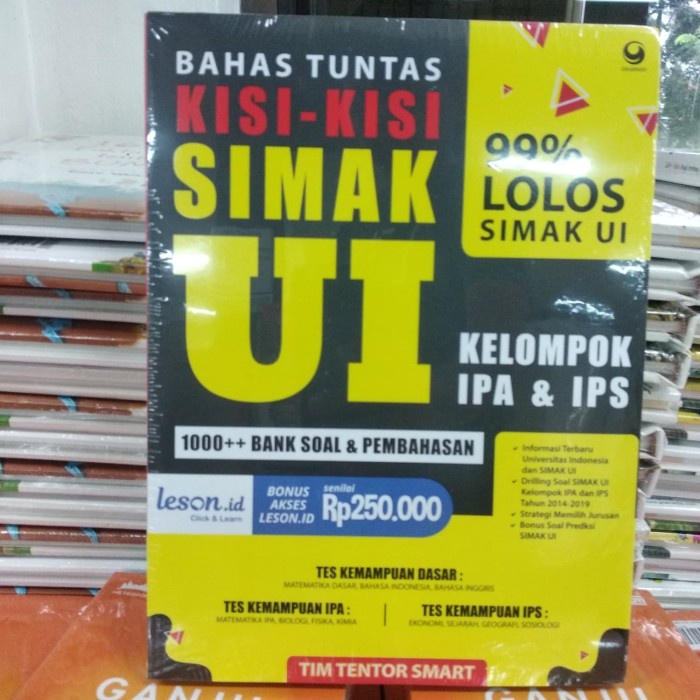 BAHAS TUNTAS
KISI-KISI
SIMAK
UI
99%
LOLOS
SIMAK UI
KELOMPOK
IPA & IPS
1000++ BANK SOAL & PEMBAHASAN
leson.id
Click & Learn
BONUS
AKSES
LESON.ID
senilai
Rp250.000
Informasi Terbaru
Universitas Indonesia
dan SIMAK UI
Drilling Soal SIMAK UI
Kelompok IPA dan IPS
Tahun 2014-2019
Strategi Memilih Jurusan
Bonus Soal Prediksi
SIMAK UI
TES KEMAMPUAN DASAR :
MATEMATIKA DASAR, BAHASA INDONESIA, BAHASA INGGRIS
TES KEMAMPUAN IPA :
MATEMATIKA IPA, BIOLOGI, FISIKA, KIMIA
TES KEMAMPUAN IPS :
EKONOMI, SEJARAH, GEOGRAFI, SOSIOLOGI
TIM TENTOR SMART